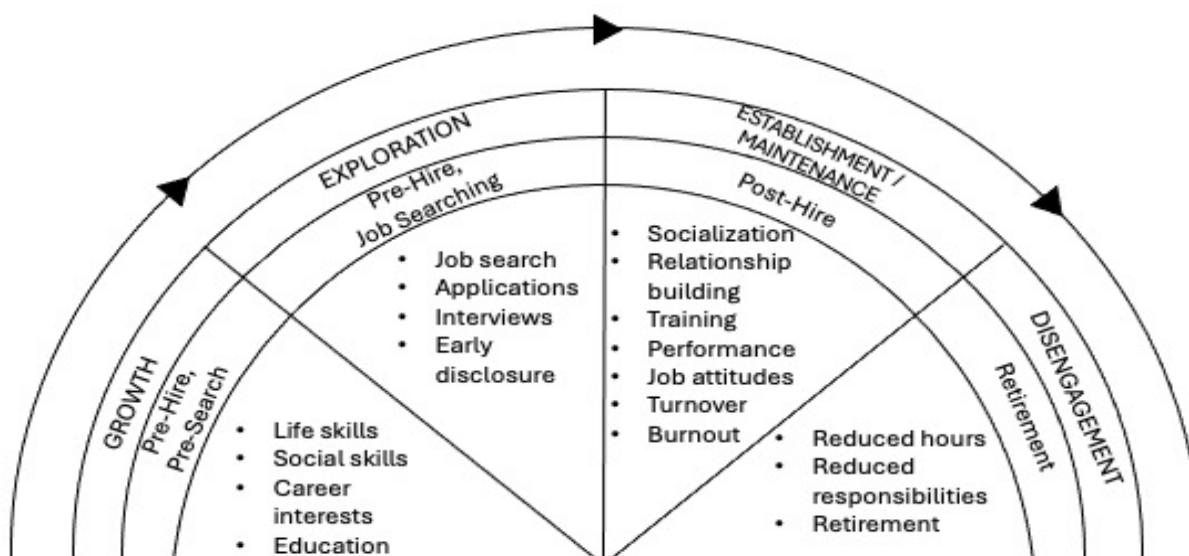 GROWTH
Pre-Hire,
Pre-Search
• Life skills
• Social skills
• Career
interests
• Education
EXPLORATION
Pre-Hire,
Job Searching
• Job search
• Applications
• Interviews
• Early
disclosure
ESTABLISHMENT /
MAINTENANCE
Post-Hire
• Socialization
• Relationship
building
• Training
• Performance
• Job attitudes
• Turnover
• Burnout
DISENGAGEMENT
Retirement
• Reduced hours
• Reduced
responsibilities
• Retirement